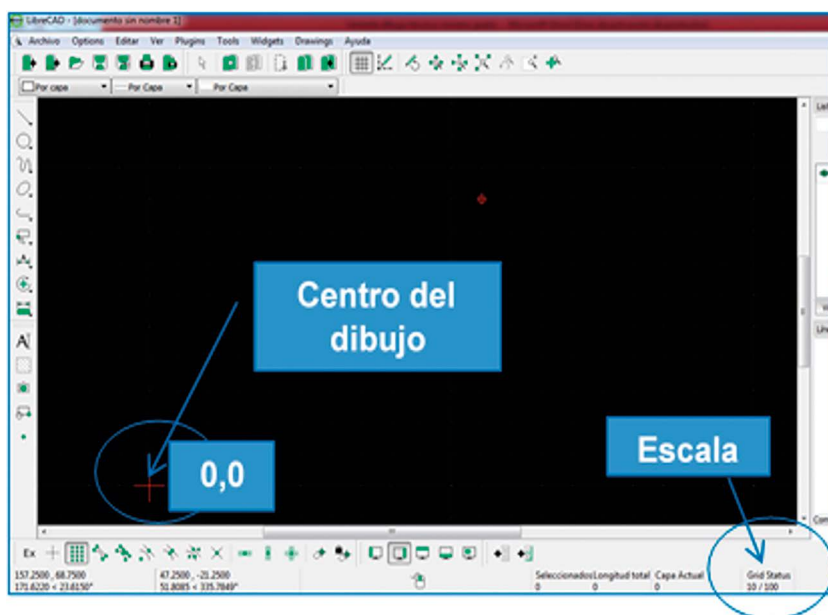 LibreCAD - [documento sin nombre 1]
Archivo Options Editar Ver Plugins Tools Widgets Drawings Ayuda
Por capa Por Capa Por Capa
Centro del
dibujo
0,0
Escala
Ex
157.2500 , 68.7500 47.2500 , -21.2500 Seleccionados Longitud total Capa Actual Grid Status
171.6220 < 23.6150° 51.8085 < 335.7849° 0 0 0 10 / 100